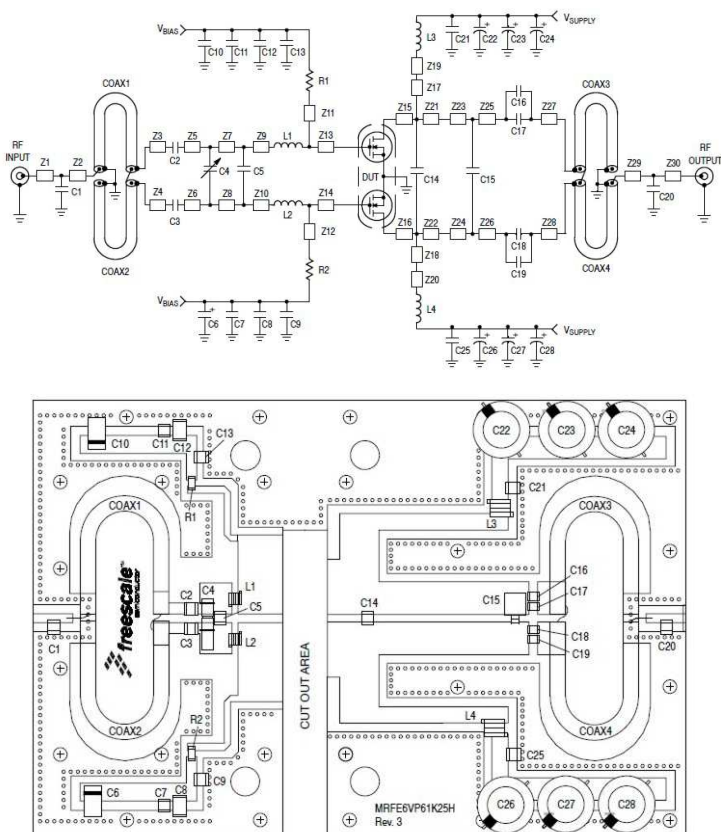 VBIAS
C10 C11 C12 C13
L3
C21 C22 C23 C24
VSUPPLY
+ + + +
R1
Z19
Z17
Z11
COAX1
COAX3
C16
Z3 Z5 Z7 Z9 L1 Z13
Z15 Z21 Z23 Z25 Z27
C2
C17
RF
INPUT
Z1 Z2
C4 C5
DUT
C14 C15
Z29 Z30
RF
OUTPUT
C1
C20
Z4 Z6 Z8 Z10 Z14
Z16 Z22 Z24 Z26 Z28
C3
L2
C18
Z12
Z18
C19
COAX2
COAX4
R2
Z20
VBIAS
L4
VSUPPLY
+ + + +
C6 C7 C8 C9
C25 C26 C27 C28
C10
C11
C12
C13
C22 C23 C24
C21
R1
L3
COAX1
COAX3
freescale™
semiconductor
C2 C4 L1
C5
C14
C15
C16
C17
C1
C3
L2
C18
C19
C20
CUT OUT AREA
COAX2
COAX4
R2
L4
C25
C6 C7 C8 C9
MRFE6VP61K25H
Rev. 3
C26 C27 C28